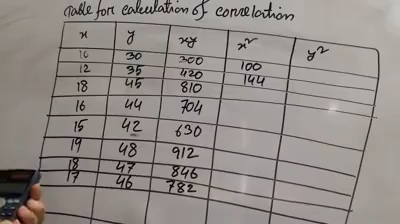 Table for calculation of correlation
x y xy x² y²
10 30 300 100
12 35 420 144
18 45 810
16 44 704
15 42 630
19 48 912
18 47 846
17 46 782